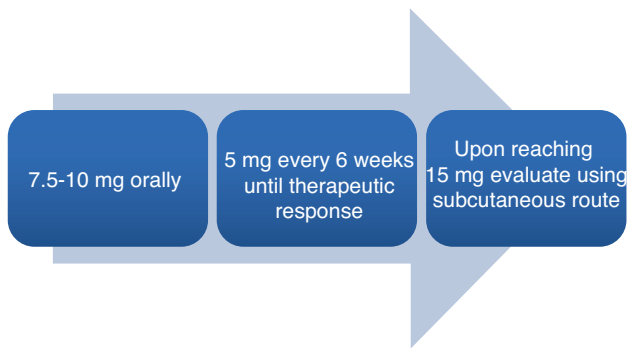 7.5-10 mg orally
5 mg every 6 weeks
until therapeutic
response
Upon reaching
15 mg evaluate using
subcutaneous route